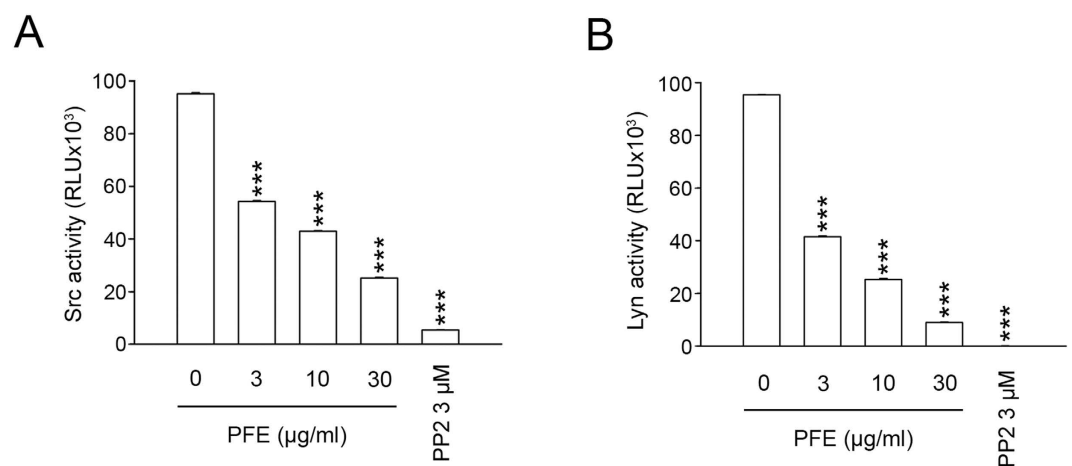 A
Src activity (RLUx10³)
100
80
60
40
20
0
***
***
***
***
0 3 10 30 PP2 3 µM
PFE (µg/ml)
B
Lyn activity (RLUx10³)
100
80
60
40
20
0
***
***
***
***
0 3 10 30 PP2 3 µM
PFE (µg/ml)